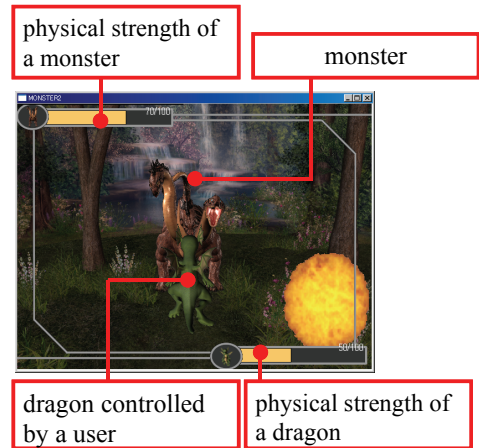 physical strength of
a monster
monster
MONSTER2
70/100
50/100
dragon controlled
by a user
physical strength of
a dragon